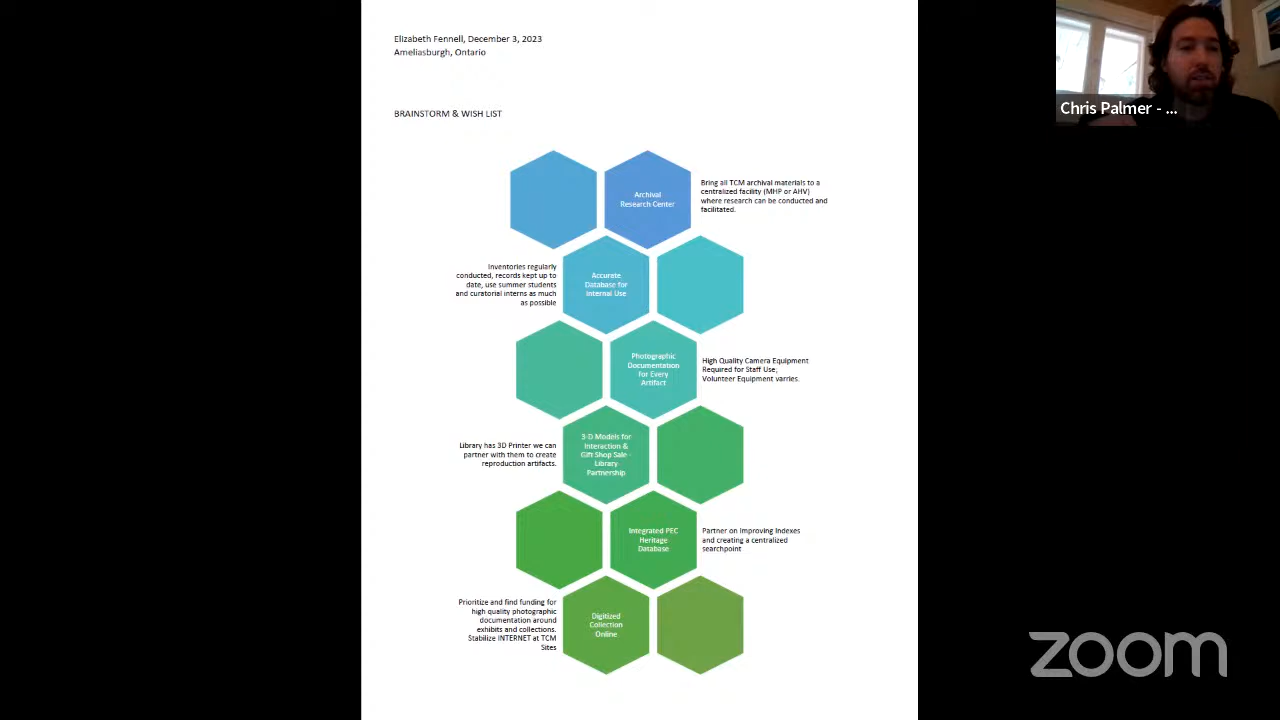 Elizabeth Fennell, December 3, 2023
Ameliasburgh, Ontario
Chris Palmer - ...
BRAINSTORM & WISH LIST
Archival
Research Center
Bring all TCM archival materials to a
centralized facility (MHP or AHV)
where research can be conducted and
facilitated.
Inventories regularly
conducted, records kept up to
date, use summer students
and curatorial interns as much
as possible
Accurate
Database for
Internal Use
Photographic
Documentation
for Every
Artifact
High Quality Camera Equipment
Required for Staff Use;
Volunteer Equipment varries.
Library has 3D Printer we can
partner with them to create
reproduction artifacts.
3-D Models for
Interaction &
Gift Shop Sale -
Library
Partnership
Integrated PEC
Heritage
Database
Partner on Improving Indexes
and creating a centralized
searchpoint
Prioritize and find funding for
high quality photographic
documentation around
exhibits and collections.
Stabilize INTERNET at TCM
Sites
Digitized
Collection
Online
zoom